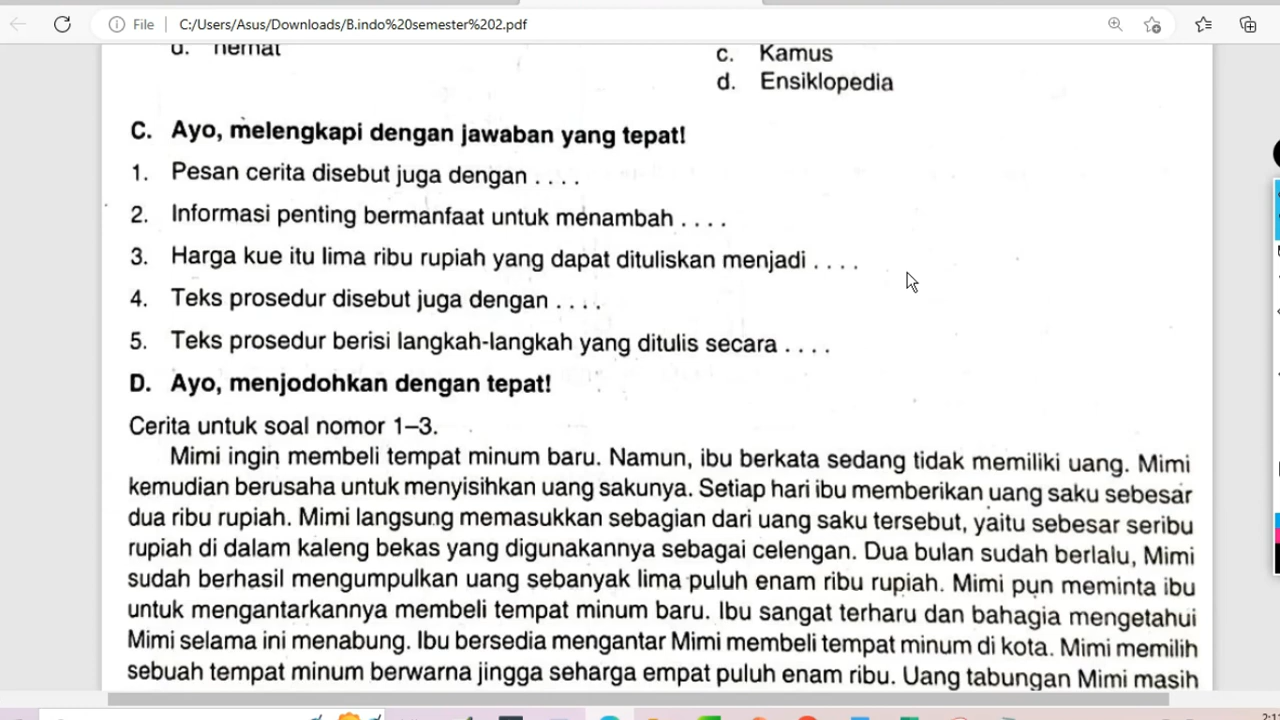 File C:/Users/Asus/Downloads/B.indo%20semester%202.pdf
d. hemat
c. Kamus
d. Ensiklopedia
C. Ayo, melengkapi dengan jawaban yang tepat!
1. Pesan cerita disebut juga dengan . . . .
2. Informasi penting bermanfaat untuk menambah . . . .
3. Harga kue itu lima ribu rupiah yang dapat dituliskan menjadi . . . .
4. Teks prosedur disebut juga dengan . . . .
5. Teks prosedur berisi langkah-langkah yang ditulis secara . . . .
D. Ayo, menjodohkan dengan tepat!
Cerita untuk soal nomor 1–3.
Mimi ingin membeli tempat minum baru. Namun, ibu berkata sedang tidak memiliki uang. Mimi
kemudian berusaha untuk menyisihkan uang sakunya. Setiap hari ibu memberikan uang saku sebesar
dua ribu rupiah. Mimi langsung memasukkan sebagian dari uang saku tersebut, yaitu sebesar seribu
rupiah di dalam kaleng bekas yang digunakannya sebagai celengan. Dua bulan sudah berlalu, Mimi
sudah berhasil mengumpulkan uang sebanyak lima puluh enam ribu rupiah. Mimi pun meminta ibu
untuk mengantarkannya membeli tempat minum baru. Ibu sangat terharu dan bahagia mengetahui
Mimi selama ini menabung. Ibu bersedia mengantar Mimi membeli tempat minum di kota. Mimi memilih
sebuah tempat minum berwarna jingga seharga empat puluh enam ribu. Uang tabungan Mimi masih